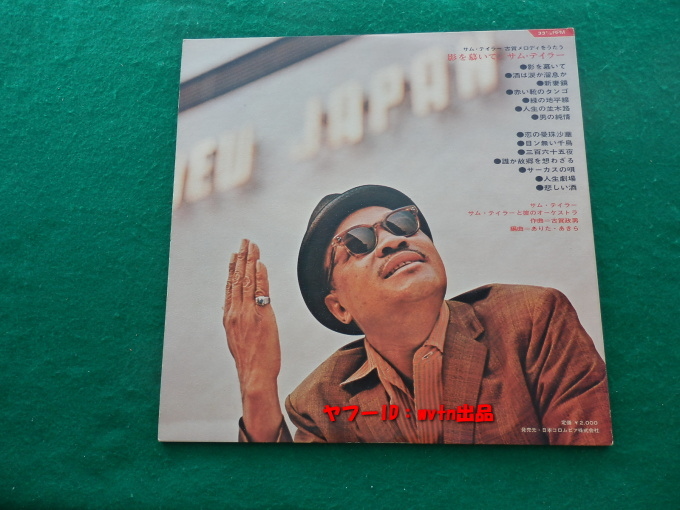 33⅓rpm
サム・テイラー 古賀メロディをうたう
影を慕いて/サム・テイラー
●影を慕いて
●酒は涙か溜息か
●新妻鏡
●赤い靴のタンゴ
●緑の地平線
●人生の並木路
●男の純情
●恋の曼珠沙華
●目ン無い千鳥
●三百六十五夜
●誰か故郷を想わざる
●サーカスの唄
●人生劇場
●悲しい酒
サム・テイラー
サム・テイラーと彼のオーケストラ
作曲=古賀政男
編曲=ありた・あきら
NEW JAPAN
ヤフーID：mvtn出品
定価 ¥2,000
発売元・日本コロムビア株式会社